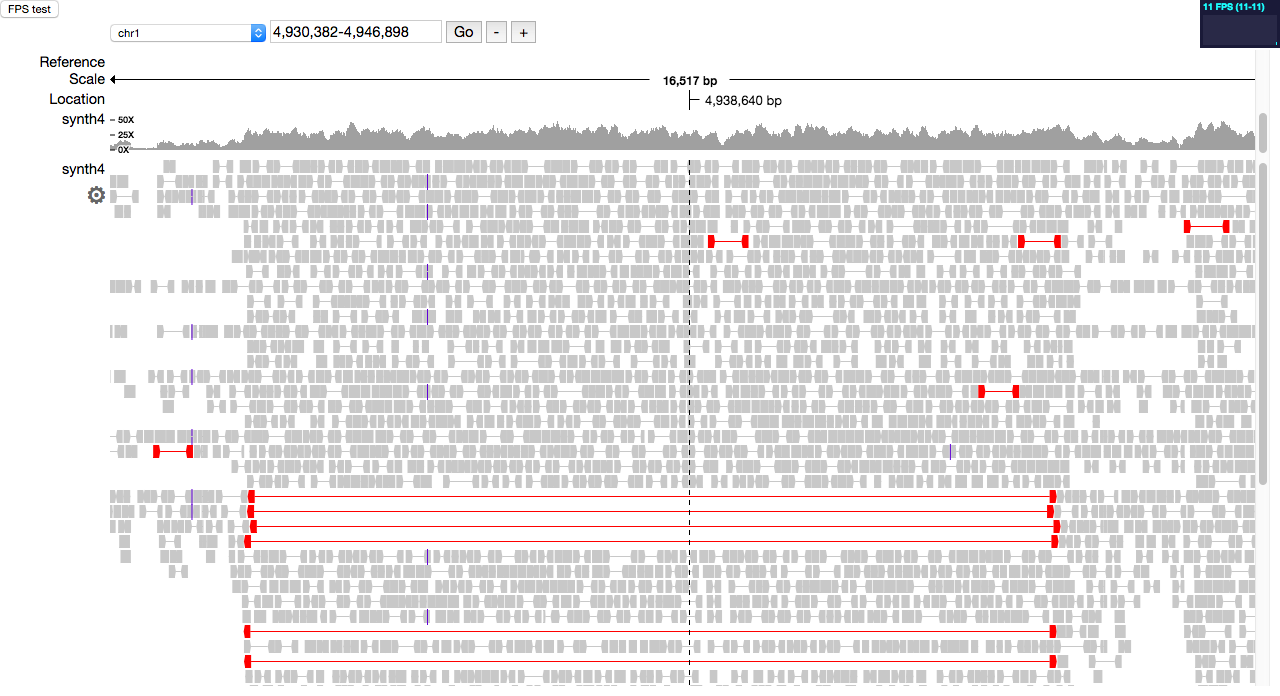 FPS test
11 FPS (11-11)
chr1 4,930,382-4,946,898 Go - +
Reference
Scale 16,517 bp
Location 4,938,640 bp
synth4 50X
25X
0X
synth4